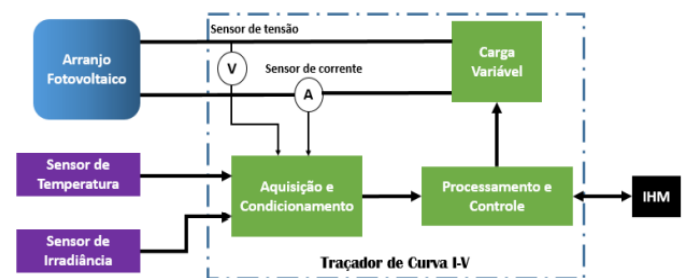 Sensor de tensão
Arranjo
Fotovoltaico
V
Sensor de corrente
A
Carga
Variável
Sensor de
Temperatura
Aquisição e
Condicionamento
Processamento e
Controle
IHM
Sensor de
Irradiância
Traçador de Curva I-V